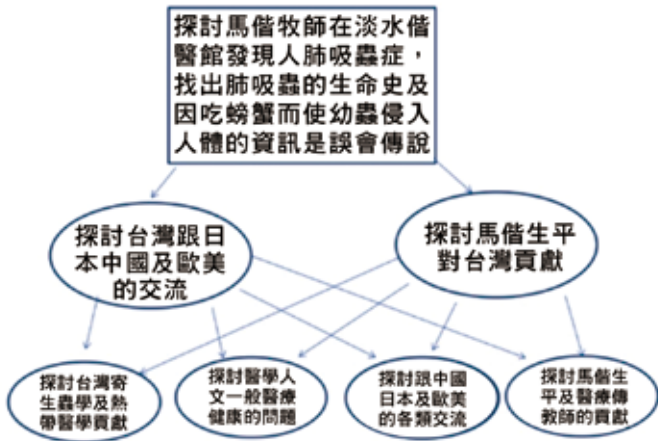 探討馬偕牧師在淡水偕
醫館發現人肺吸蟲症，
找出肺吸蟲的生命史及
因吃螃蟹而使幼蟲侵入
人體的資訊是誤會傳說
探討台灣跟日
本中國及歐美
的交流
探討馬偕生平
對台灣貢獻
探討台灣寄
生蟲學及熱
帶醫學貢獻
探討醫學人
文一般醫療
健康的問題
探討跟中國
日本及歐美
的各類交流
探討馬偕生
平及醫療傳
教師的貢獻